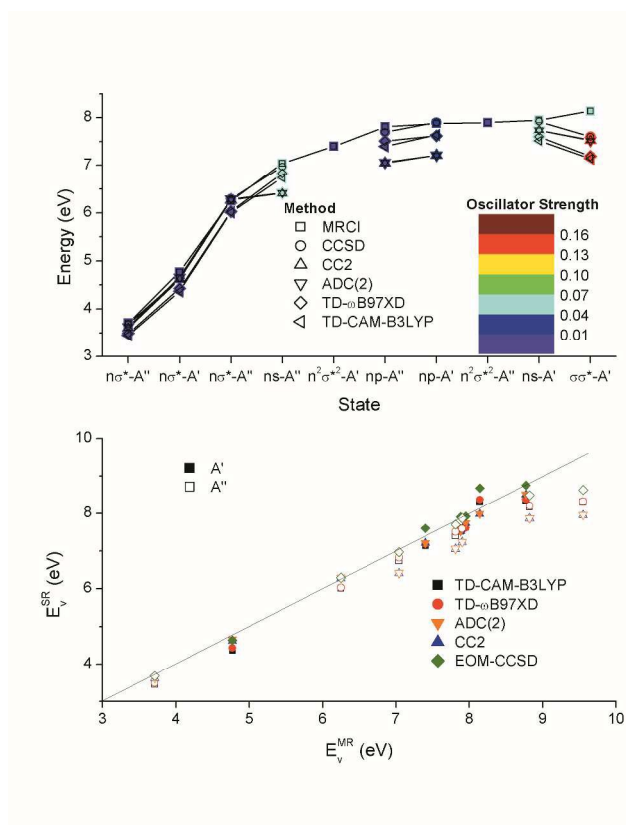 8
7
6
5
4
3
Energy (eV)
Method
MRCI
CCSD
CC2
ADC(2)
TD-ωB97XD
TD-CAM-B3LYP
Oscillator Strength
0.16
0.13
0.10
0.07
0.04
0.01
nσ*-A" nσ*-A' nσ*-A" ns-A" n²σ*²-A' np-A" np-A' n²σ*²-A" ns-A' σσ*-A'
State
A'
A"
10
8
6
4
E_v^SR (eV)
TD-CAM-B3LYP
TD-ωB97XD
ADC(2)
CC2
EOM-CCSD
3 4 5 6 7 8 9 10
E_v^MR (eV)